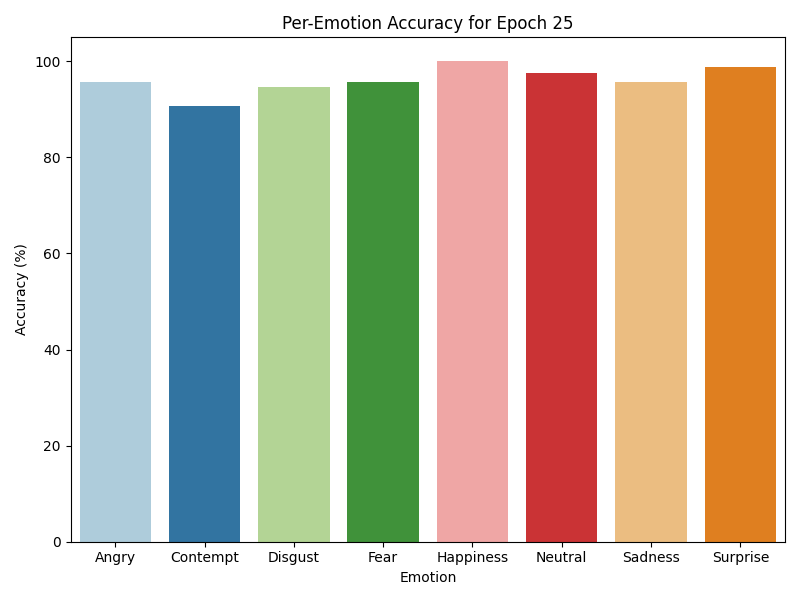 Per-Emotion Accuracy for Epoch 25
100
80
60
40
20
0
Accuracy (%)
Angry Contempt Disgust Fear Happiness Neutral Sadness Surprise
Emotion